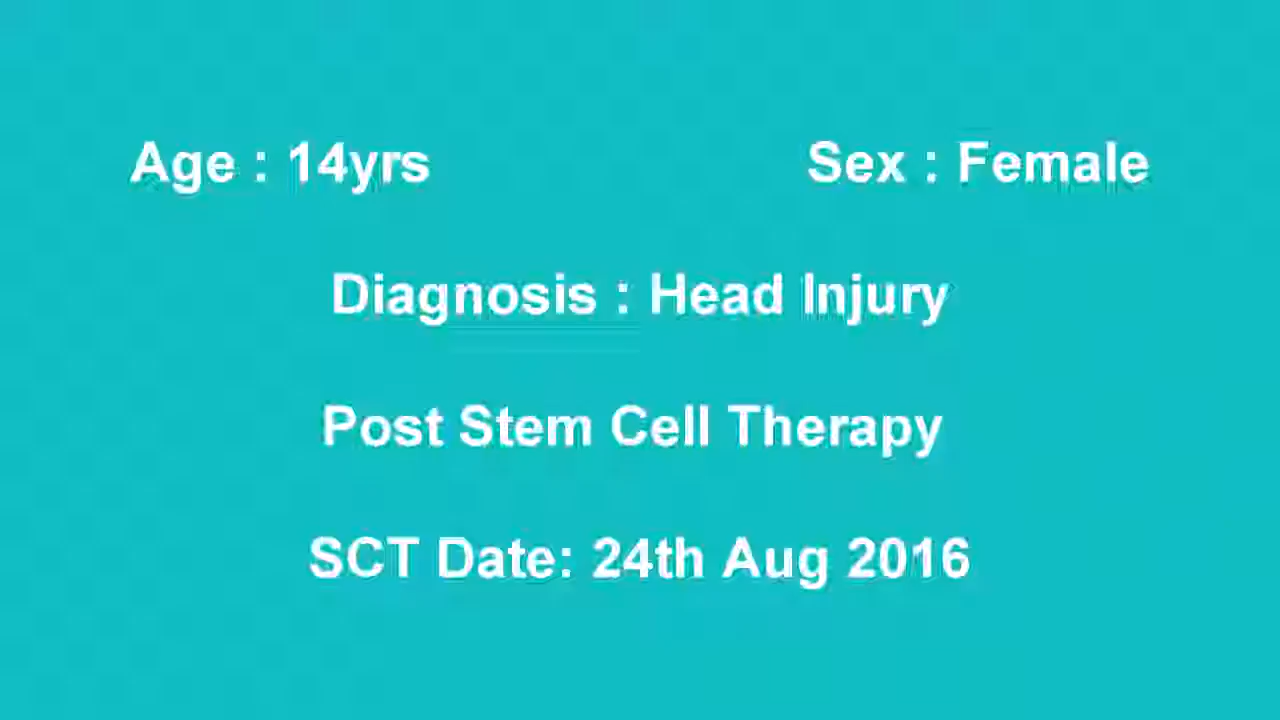 Age : 14yrs Sex : Female
Diagnosis : Head Injury
Post Stem Cell Therapy
SCT Date: 24th Aug 2016